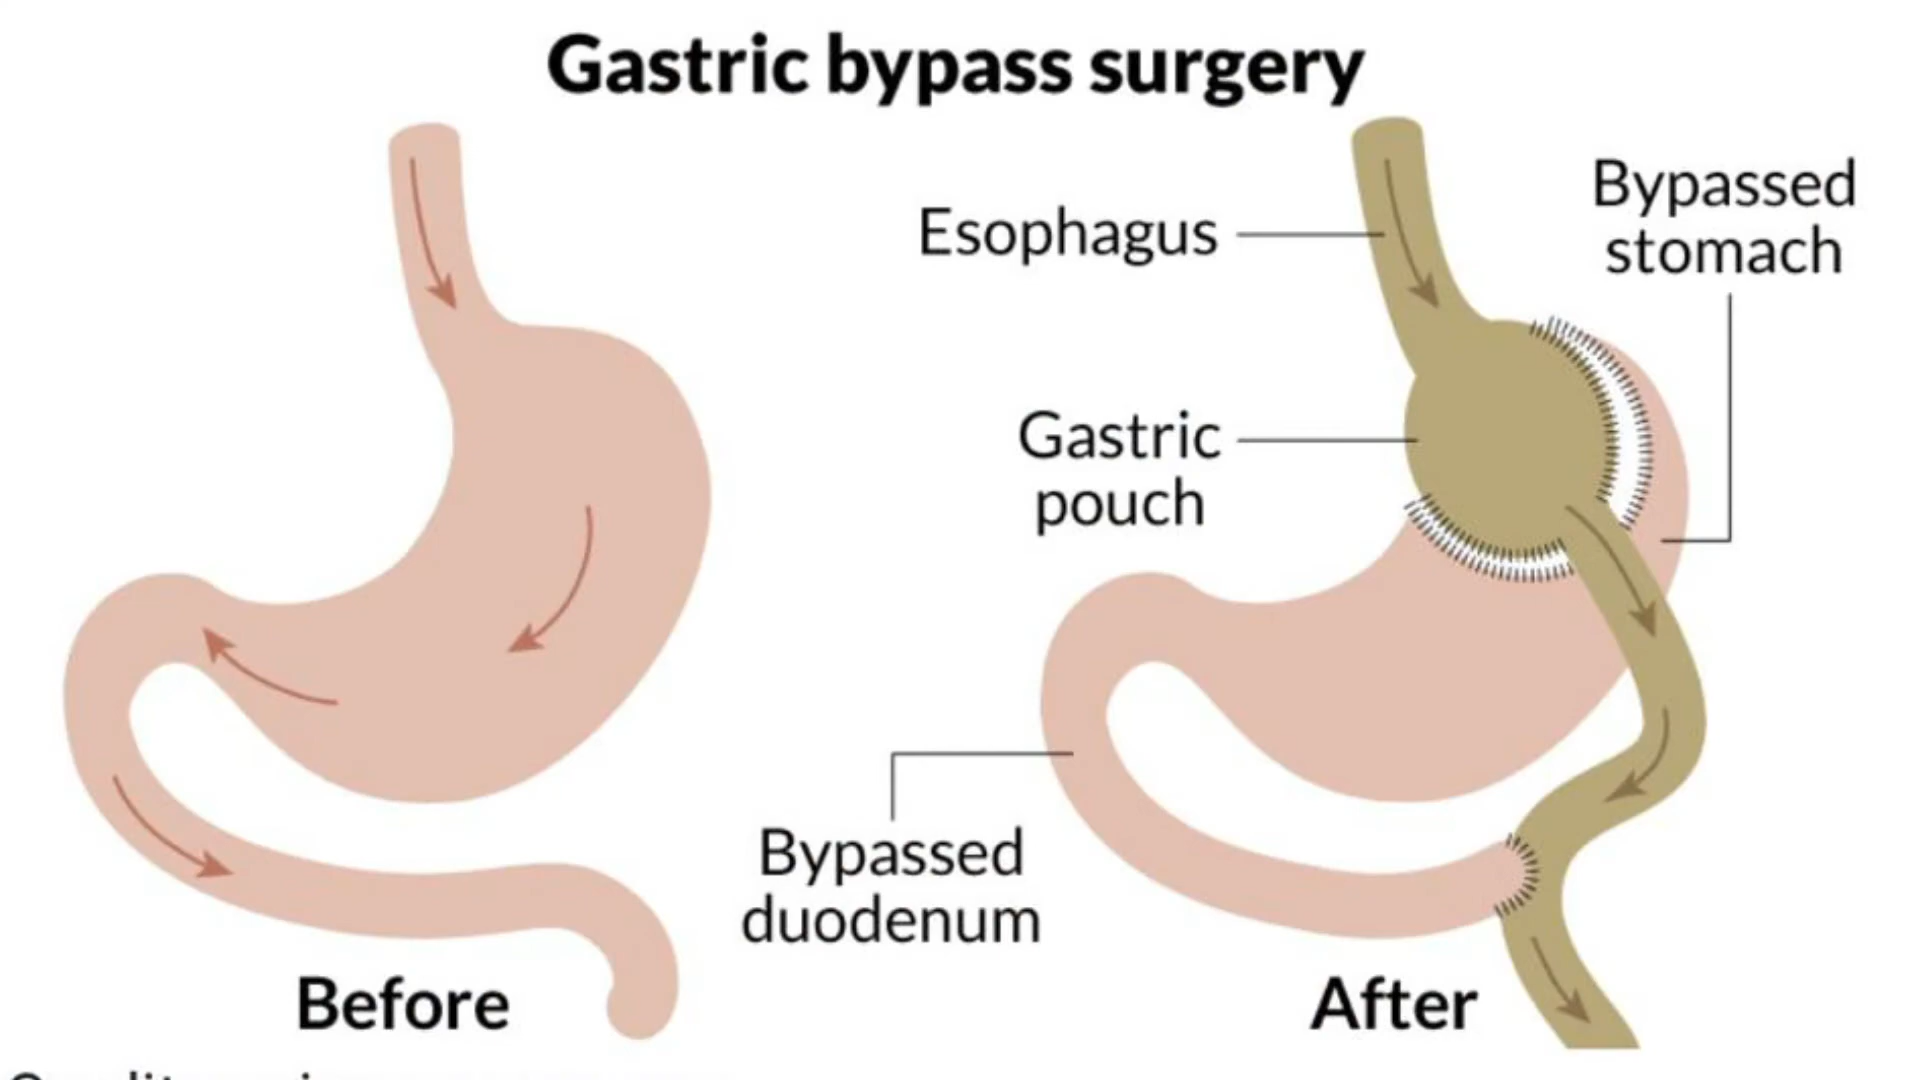 Gastric bypass surgery
Esophagus
Bypassed
stomach
Gastric
pouch
Bypassed
duodenum
Before
After